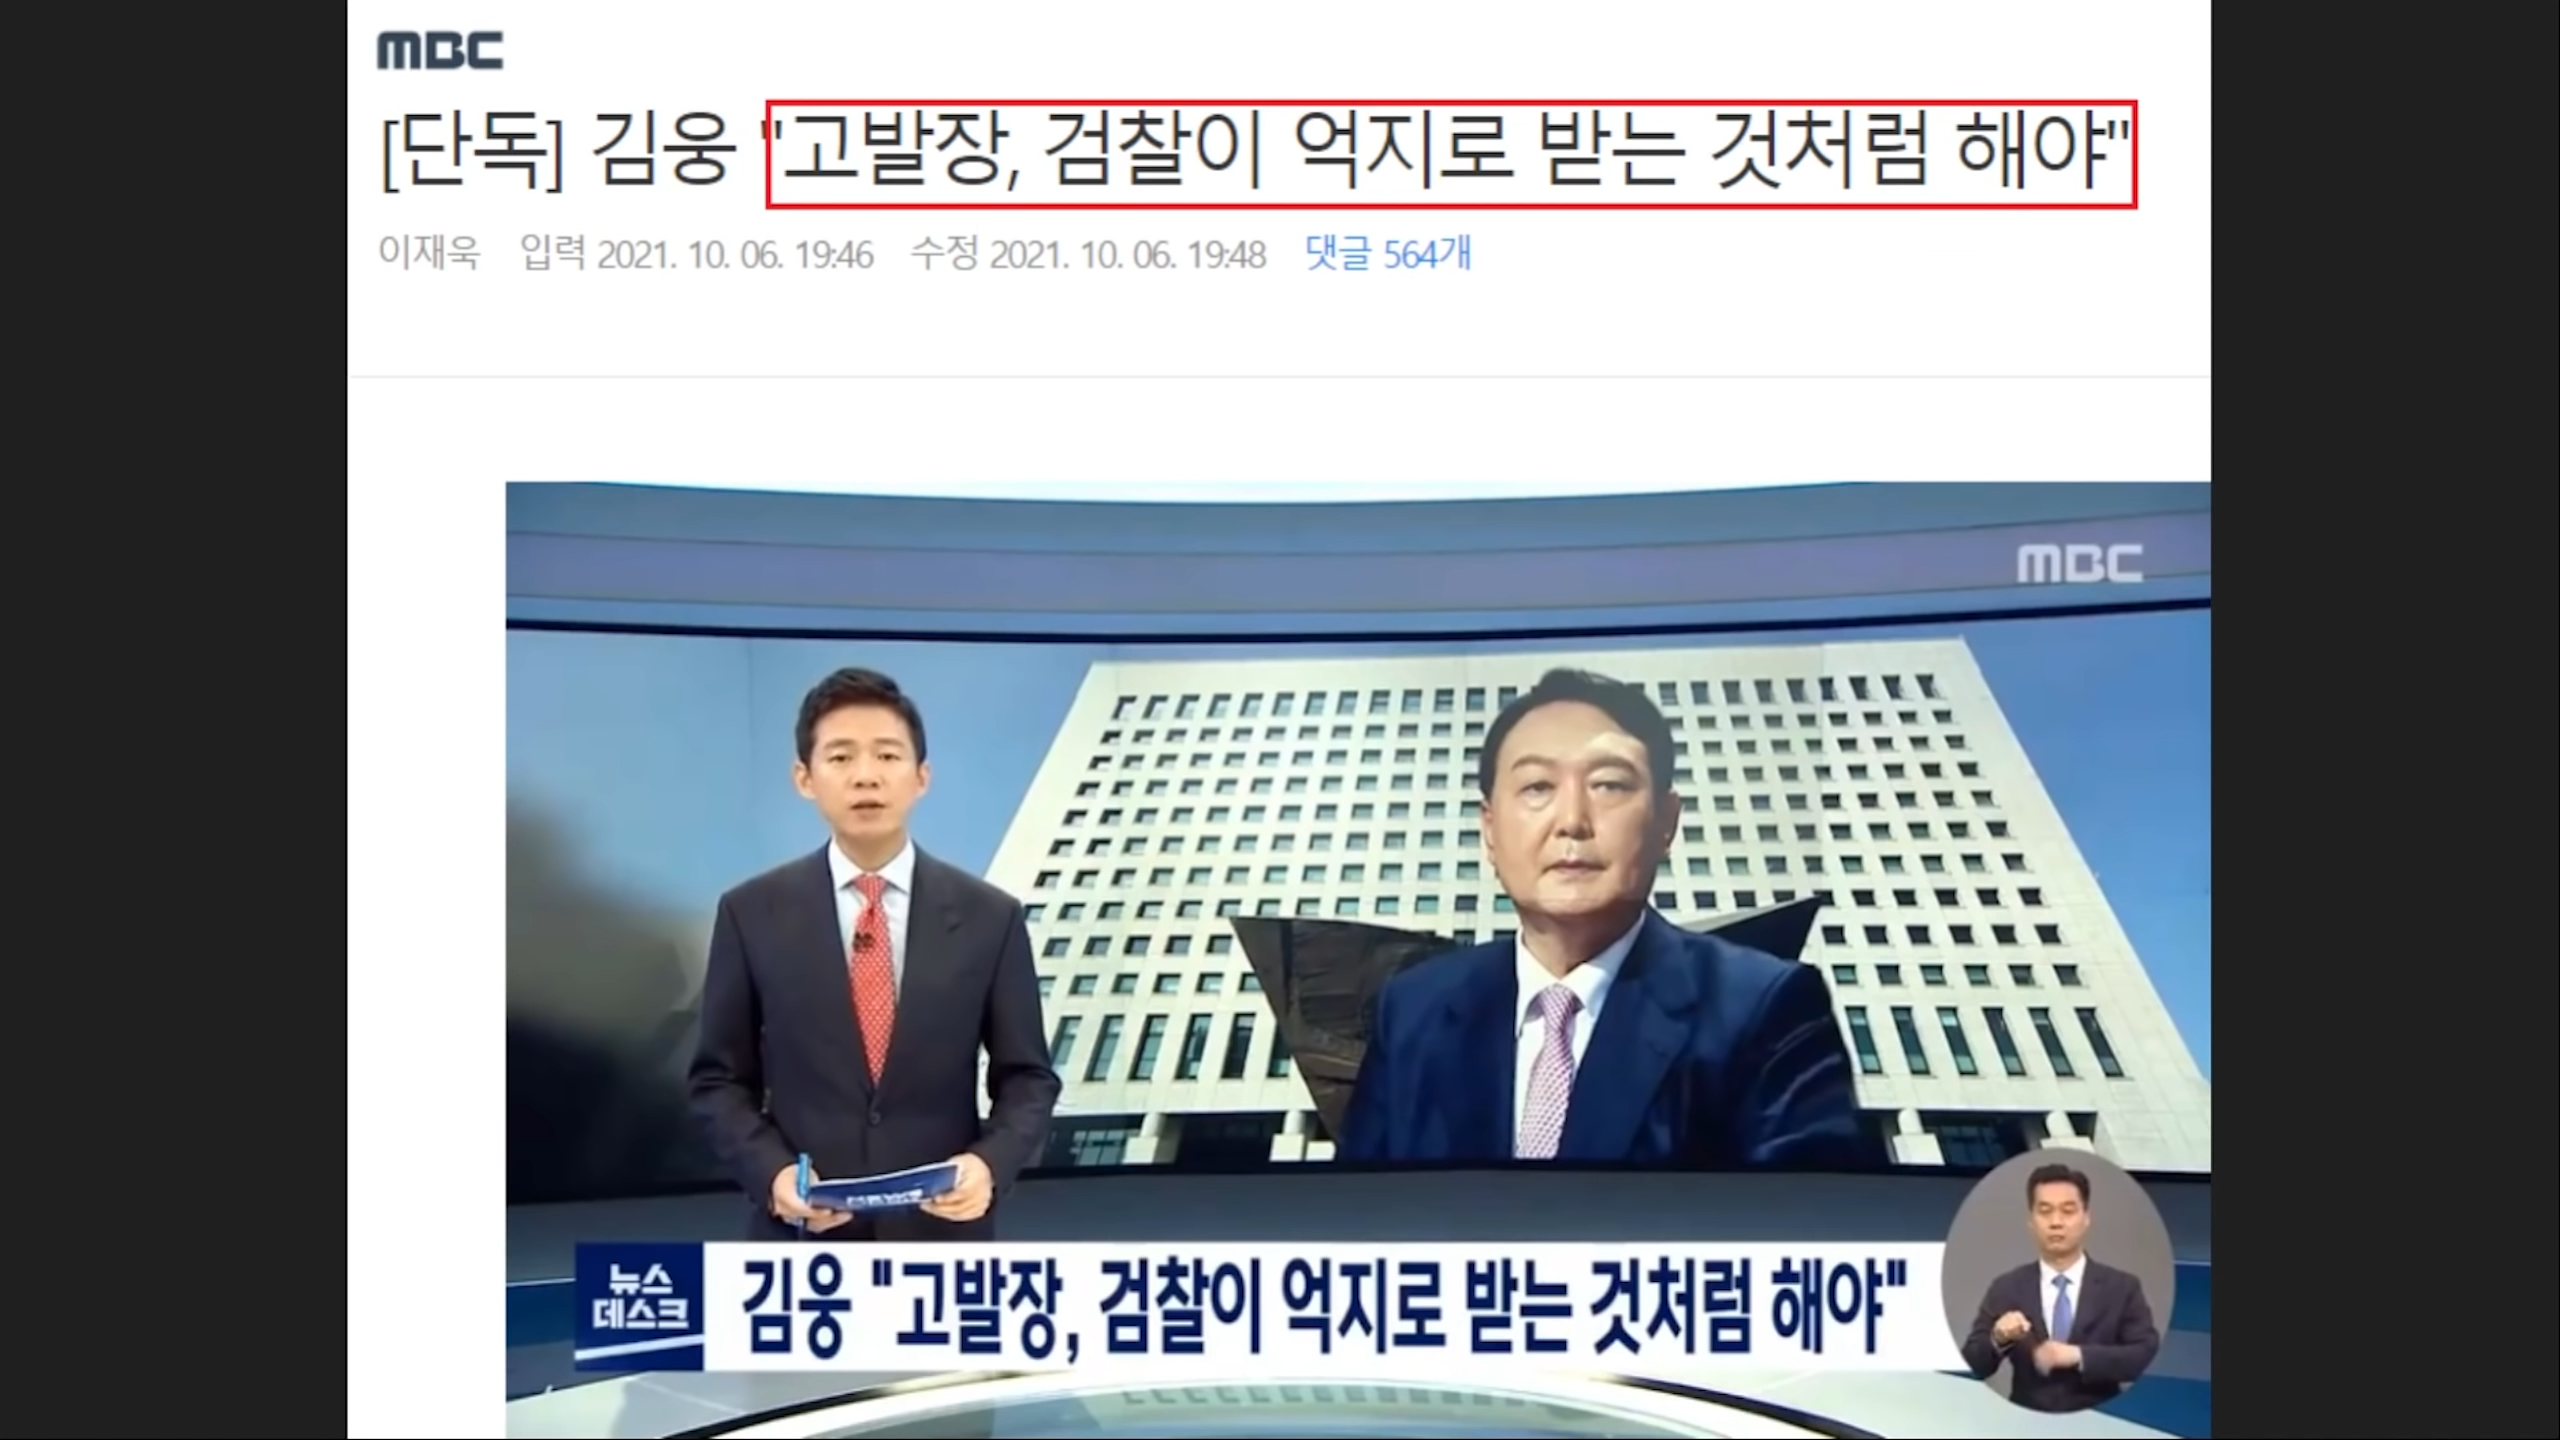 MBC
[단독] 김웅 "고발장, 검찰이 억지로 받는 것처럼 해야"
이재욱 입력 2021. 10. 06. 19:46 수정 2021. 10. 06. 19:48 댓글 564개
MBC
뉴스
데스크
김웅 "고발장, 검찰이 억지로 받는 것처럼 해야"